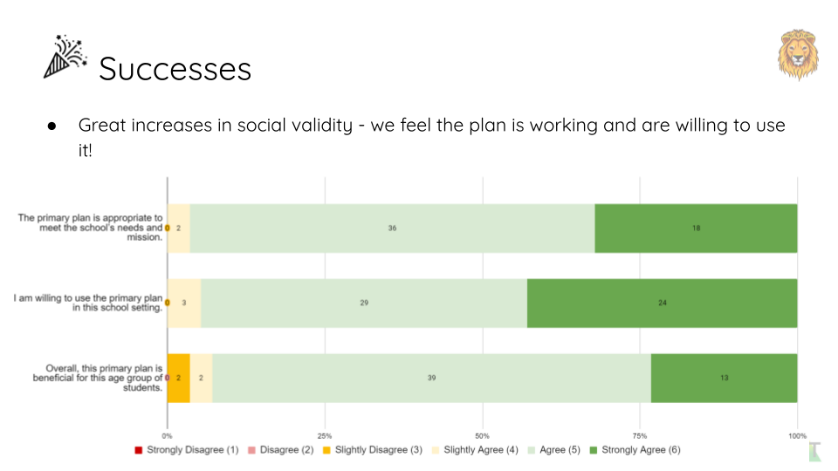 Successes
● Great increases in social validity - we feel the plan is working and are willing to use
it!
The primary plan is appropriate to
meet the school's needs and
mission.
0 2 36 18
I am willing to use the primary plan
in this school setting.
0 3 29 24
Overall, this primary plan is
beneficial for this age group of
students.
0 2 2 39 13
0% 25% 50% 75% 100%
Strongly Disagree (1) Disagree (2) Slightly Disagree (3) Slightly Agree (4) Agree (5) Strongly Agree (6)